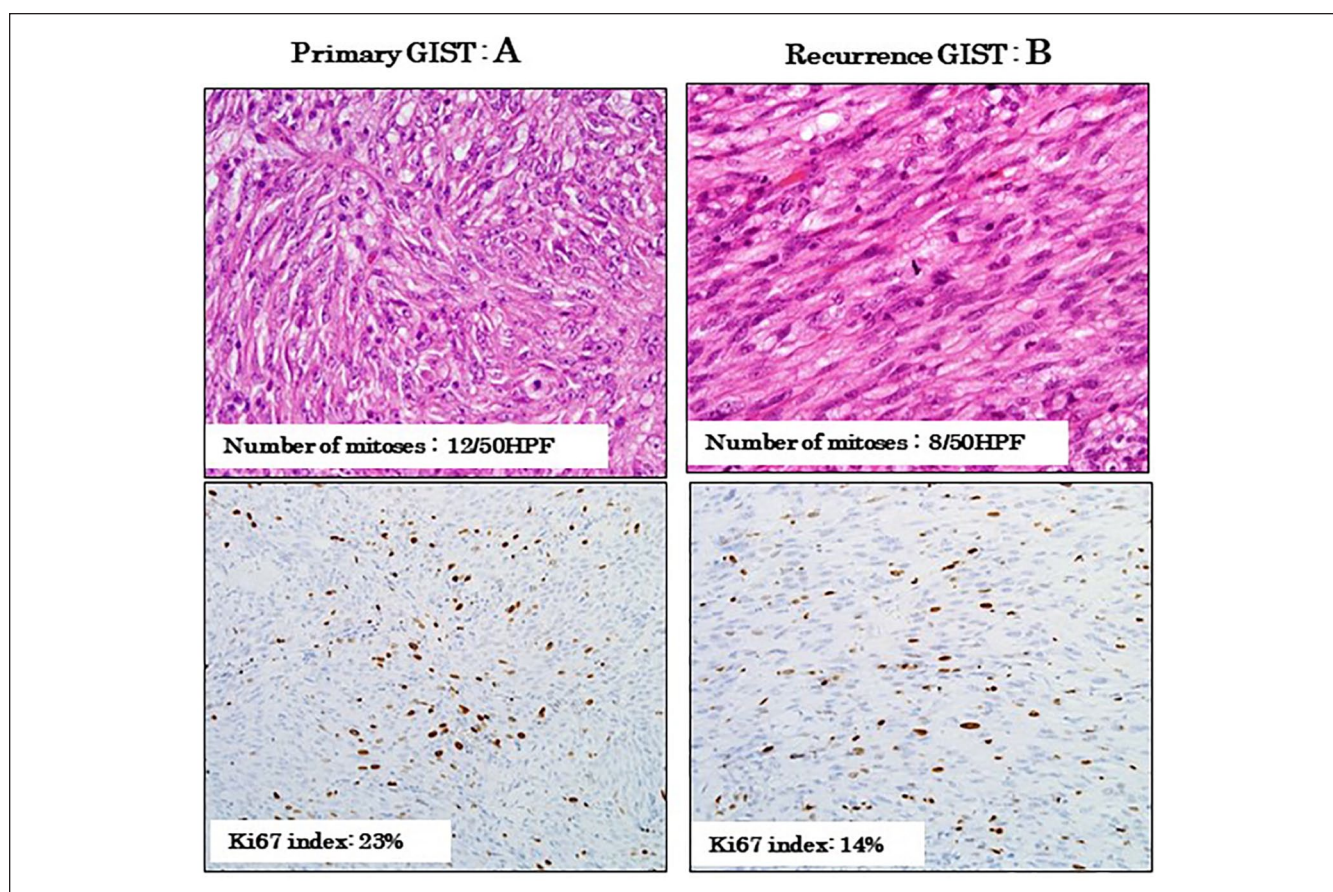 Primary GIST : A
Recurrence GIST : B
Number of mitoses : 12/50HPF
Number of mitoses : 8/50HPF
Ki67 index: 23%
Ki67 index: 14%